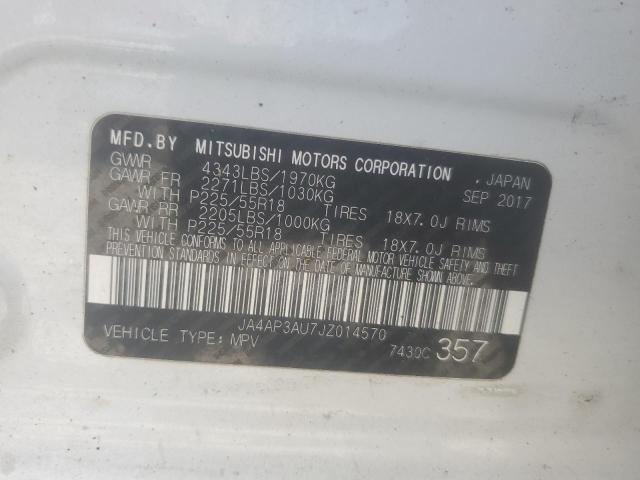 MFD.BY MITSUBISHI MOTORS CORPORATION , JAPAN
GVWR 4343LBS/1970KG SEP 2017
GAWR FR 2271LBS/1030KG
WITH P225/55R18 TIRES 18X7.0J RIMS
GAWR RR 2205LBS/1000KG
WITH P225/55R18 TIRES 18X7.0J RIMS
THIS VEHICLE CONFORMS TO ALL APPLICABLE FEDERAL MOTOR VEHICLE SAFETY AND THEFT
PREVENTION STANDARDS IN EFFECT ON THE DATE OF MANUFACTURE SHOWN ABOVE.
JA4AP3AU7JZ014570
VEHICLE TYPE: MPV 7430C 357